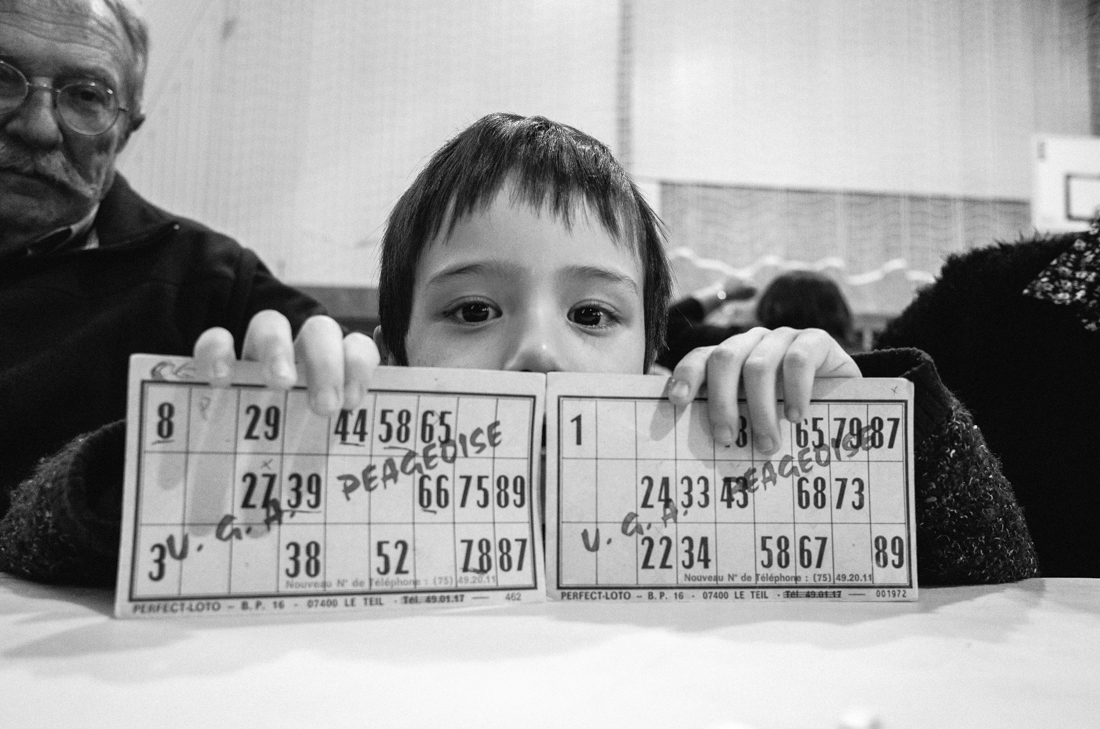 8 29 44 58 65
27 39 66 75 89
3 38 52 78 87
U. G. A. PEAGEOISE
Nouveau N° de Téléphone : (75) 49.20.11
PERFECT-LOTO – B. P. 16 - 07400 LE TEIL - Tél. 49.01.17 — 462
1 65 79 87
24 33 43 68 73
22 34 58 67 89
U. G. A. PEAGEOISE
Nouveau N° de Téléphone : (75) 49.20.11
PERFECT-LOTO – B. P. 16 - 07400 LE TEIL - Tél. 49.01.17 — 001972